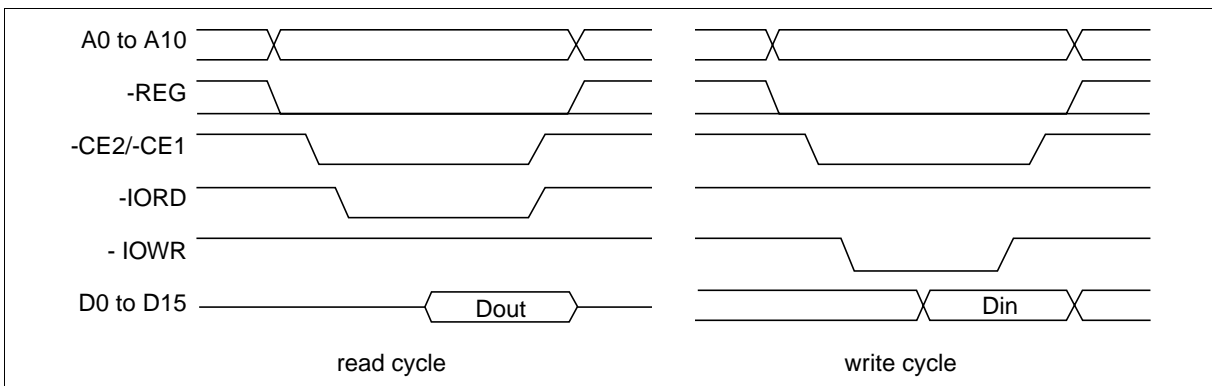 A0 to A10
-REG
-CE2/-CE1
-IORD
- IOWR
D0 to D15
Dout
Din
read cycle
write cycle